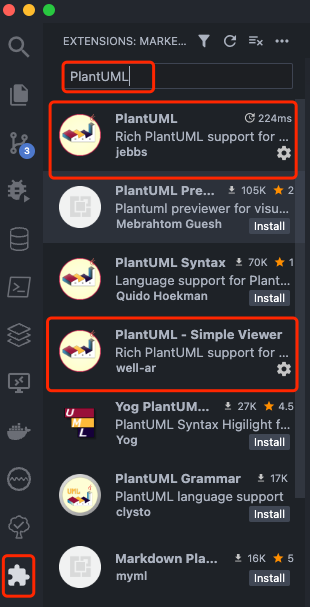 EXTENSIONS: MARKE...
PlantUML
PlantUML 224ms
Rich PlantUML support for ...
jebbs
PlantUML Pre... 105K 2
Plantuml previewer for visu...
Mebrahtom Guesh Install
PlantUML Syntax 70K 1
Language support for Plant...
Quido Hoekman Install
3
PlantUML - Simple Viewer
Rich PlantUML support for ...
well-ar
UML
Yog PlantUM... 27K 4.5
PlantUML Syntax Higilight f...
Yog Install
UML
PlantUML Grammar 17K
PlantUML language support
clysto Install
Markdown Pla... 16K 5
myml Install